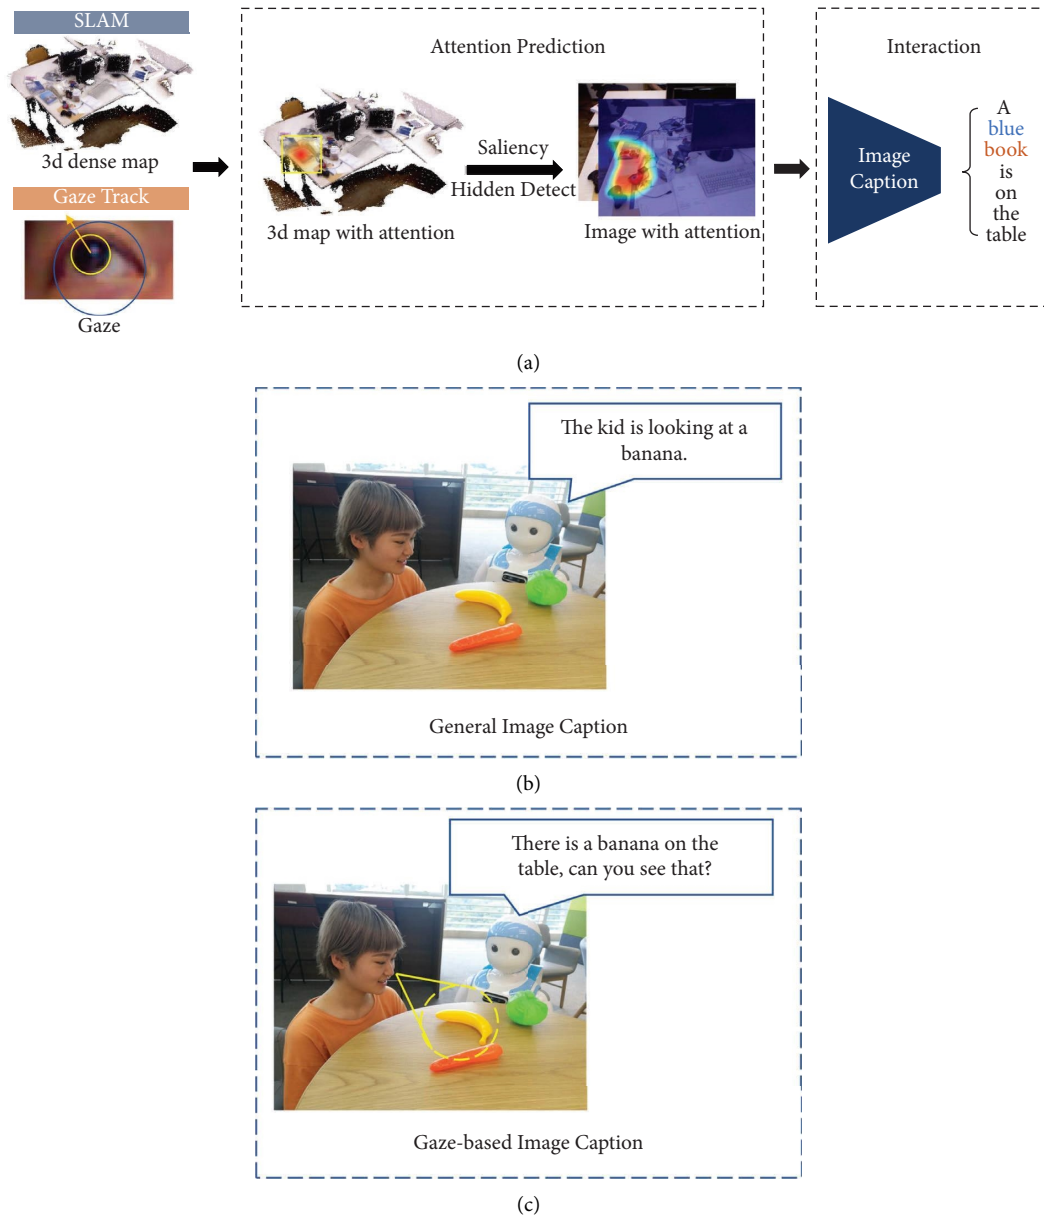 SLAM
3d dense map
Gaze Track
Gaze
Attention Prediction
3d map with attention
Saliency
Hidden Detect
Image with attention
Interaction
Image
Caption
A
blue
book
is
on
the
table
(a)
The kid is looking at a
banana.
General Image Caption
(b)
There is a banana on the
table, can you see that?
Gaze-based Image Caption
(c)